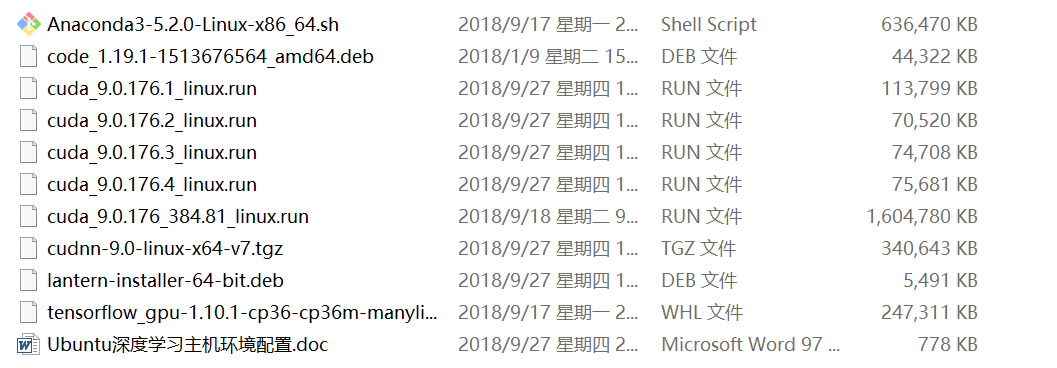 Anaconda3-5.2.0-Linux-x86_64.sh 2018/9/17 星期一 2... Shell Script 636,470 KB
code_1.19.1-1513676564_amd64.deb 2018/1/9 星期二 15... DEB 文件 44,322 KB
cuda_9.0.176.1_linux.run 2018/9/27 星期四 1... RUN 文件 113,799 KB
cuda_9.0.176.2_linux.run 2018/9/27 星期四 1... RUN 文件 70,520 KB
cuda_9.0.176.3_linux.run 2018/9/27 星期四 1... RUN 文件 74,708 KB
cuda_9.0.176.4_linux.run 2018/9/27 星期四 1... RUN 文件 75,681 KB
cuda_9.0.176_384.81_linux.run 2018/9/18 星期二 9... RUN 文件 1,604,780 KB
cudnn-9.0-linux-x64-v7.tgz 2018/9/27 星期四 1... TGZ 文件 340,643 KB
lantern-installer-64-bit.deb 2018/9/27 星期四 1... DEB 文件 5,491 KB
tensorflow_gpu-1.10.1-cp36-cp36m-manyli... 2018/9/17 星期一 2... WHL 文件 247,311 KB
Ubuntu深度学习主机环境配置.doc 2018/9/27 星期四 2... Microsoft Word 97 ... 778 KB